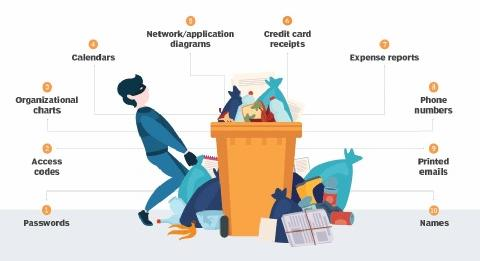 5
Network/application
diagrams
6
Credit card
receipts
4
Calendars
7
Expense reports
3
Organizational
charts
8
Phone
numbers
2
Access
codes
9
Printed
emails
1
Passwords
10
Names